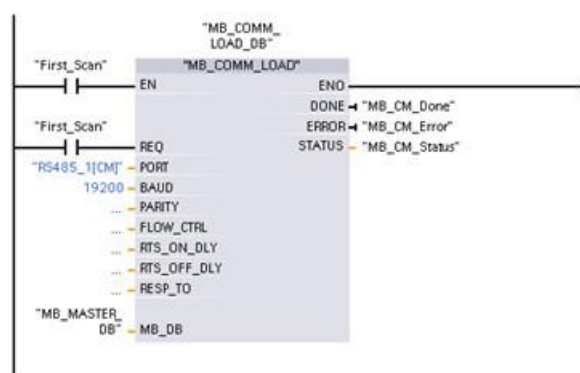 "MB_COMM_
LOAD_DB"
"First_Scan"
"MB_COMM_LOAD"
EN ENO
DONE "MB_CM_Done"
"First_Scan" ERROR "MB_CM_Error"
REQ STATUS "MB_CM_Status"
"RS485_1[CM]" PORT
19200 BAUD
... PARITY
... FLOW_CTRL
... RTS_ON_DLY
... RTS_OFF_DLY
... RESP_TO
"MB_MASTER_
DB" MB_DB